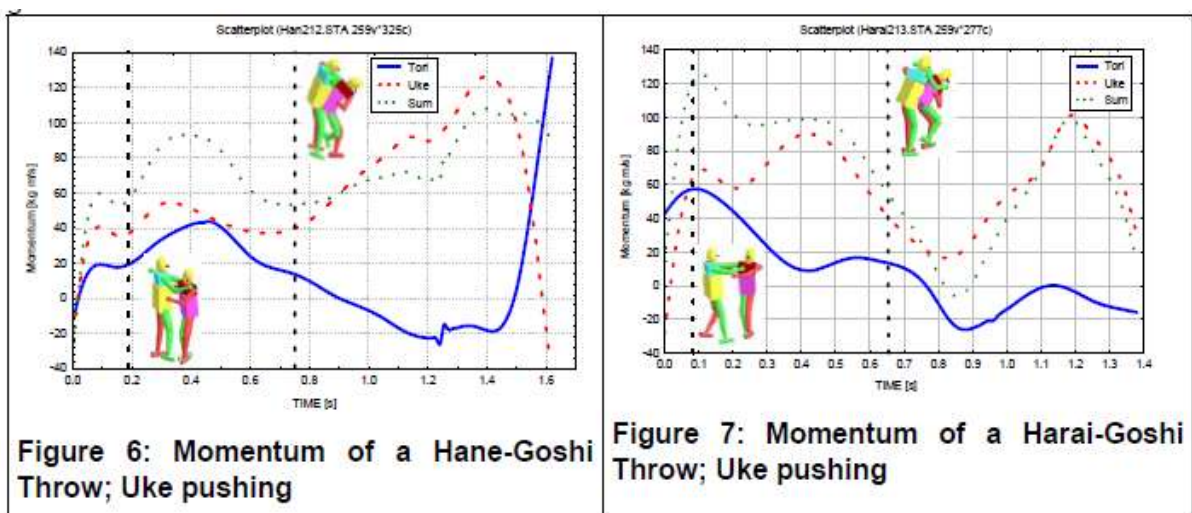 Scatterplot (Han212.STA 259v*325c)
140
120
100
80
60
40
20
0
-20
-40
Momentum [kg m/s]
0.0 0.2 0.4 0.6 0.8 1.0 1.2 1.4 1.6
TIME [s]
Tori
Uke
Sum
Figure 6: Momentum of a Hane-Goshi
Throw; Uke pushing
Scatterplot (Harai213.STA 259v*277c)
140
120
100
80
60
40
20
0
-20
-40
Momentum [kg m/s]
0.0 0.1 0.2 0.3 0.4 0.5 0.6 0.7 0.8 0.9 1.0 1.1 1.2 1.3 1.4
TIME [s]
Tori
Uke
Sum
Figure 7: Momentum of a Harai-Goshi
Throw; Uke pushing